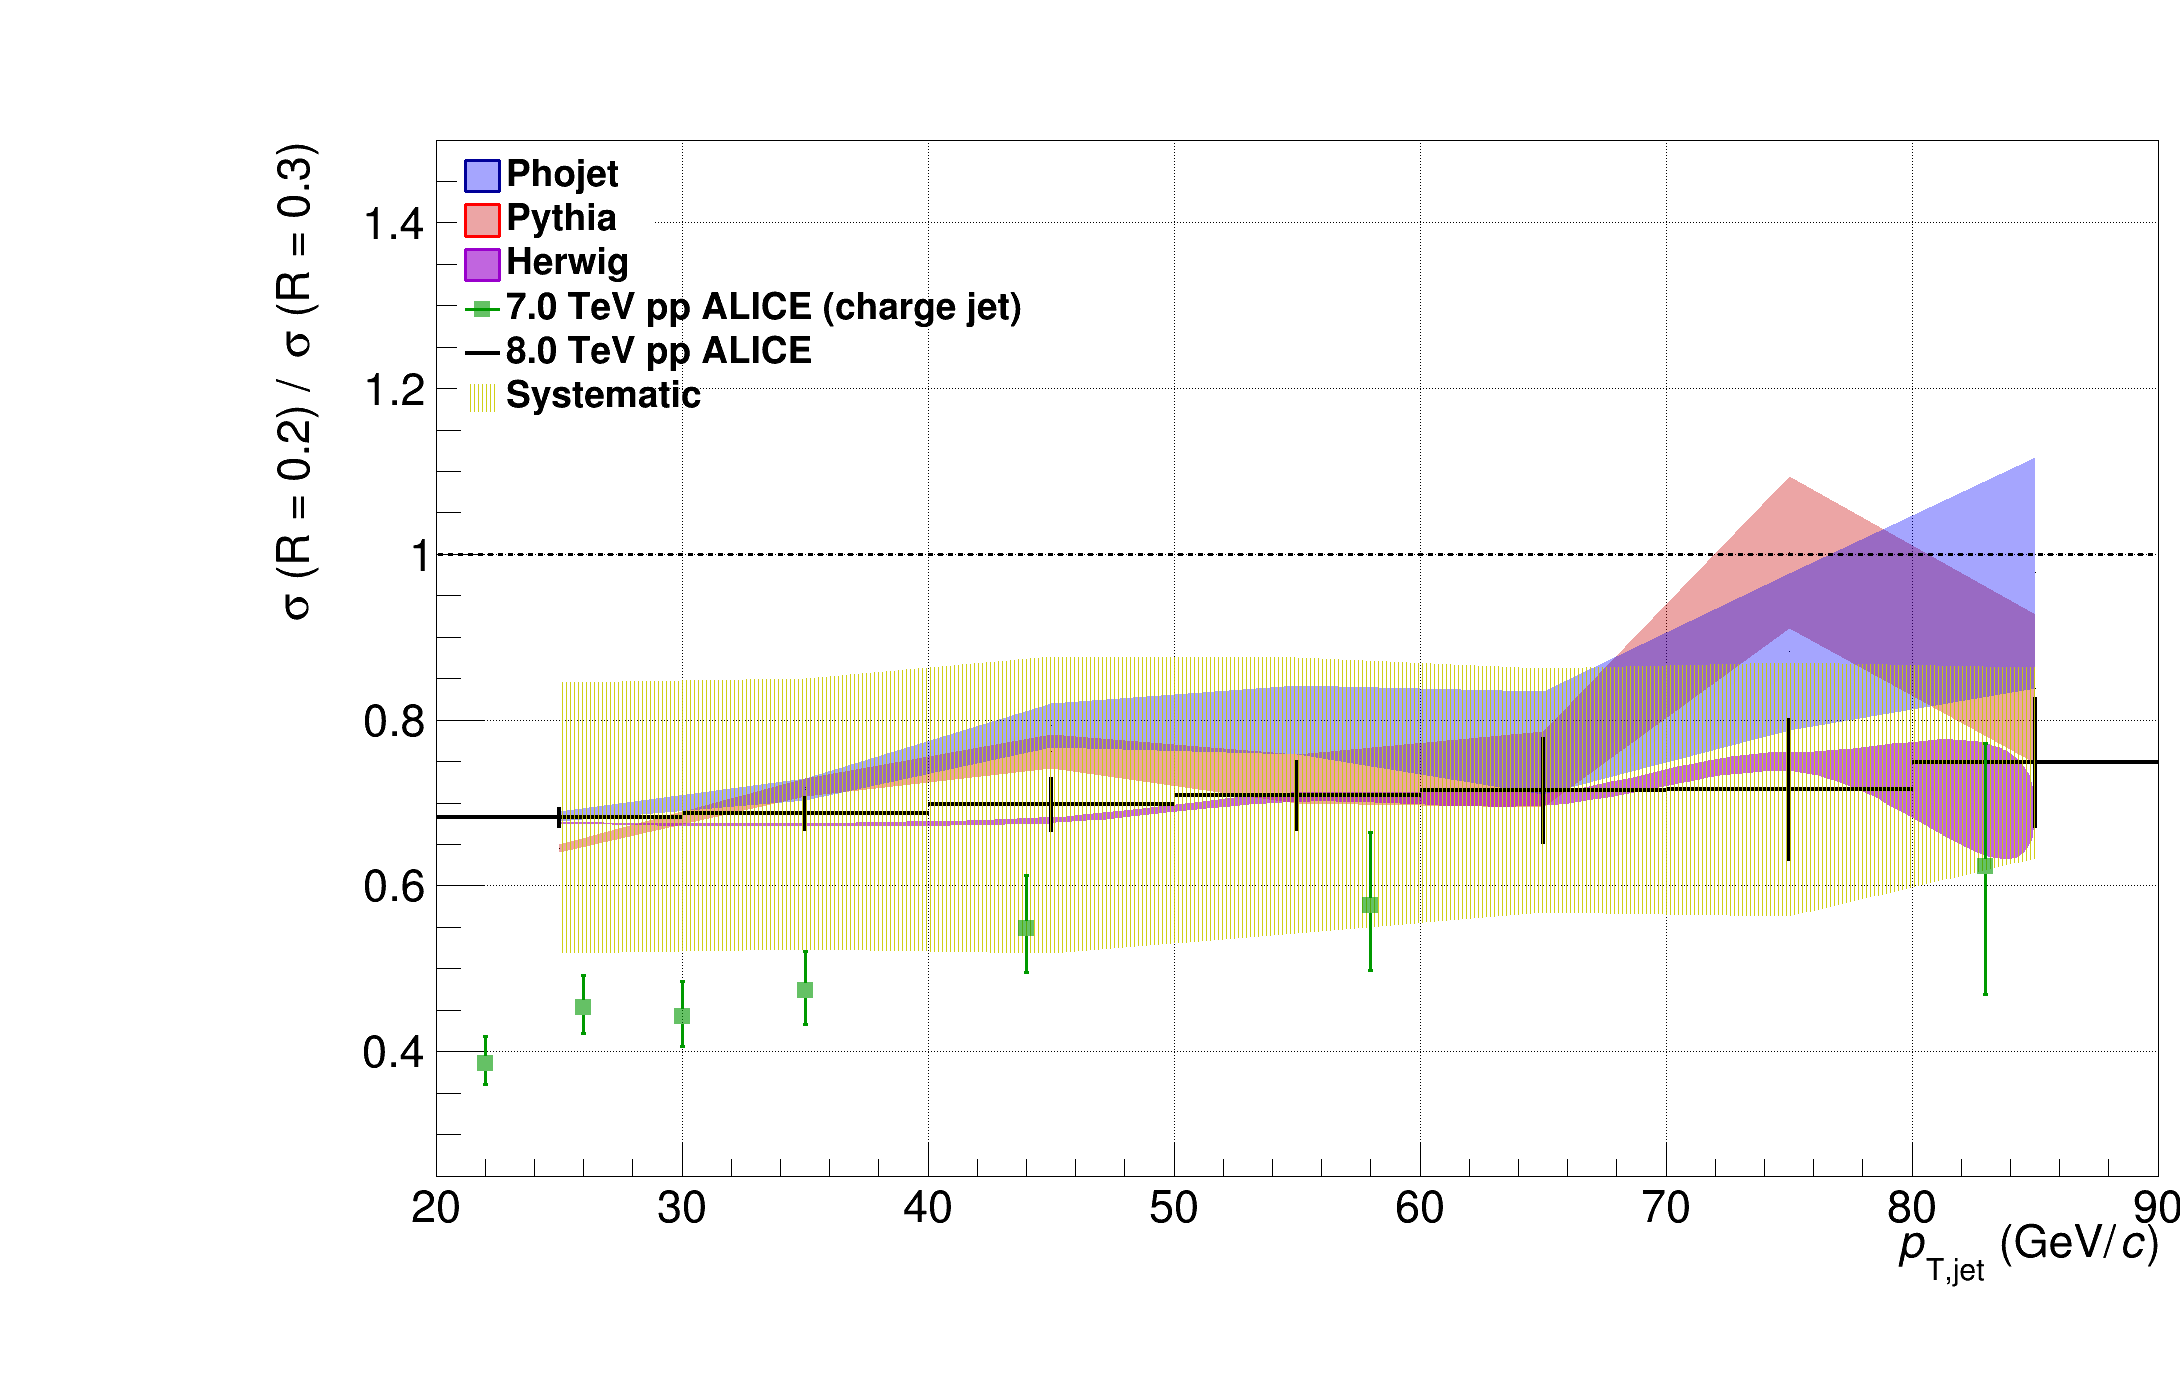 σ (R = 0.2) / σ (R = 0.3)
Phojet
Pythia
Herwig
7.0 TeV pp ALICE (charge jet)
8.0 TeV pp ALICE
Systematic
1.4
1.2
1
0.8
0.6
0.4
20 30 40 50 60 70 80 90
p T,jet (GeV/c)